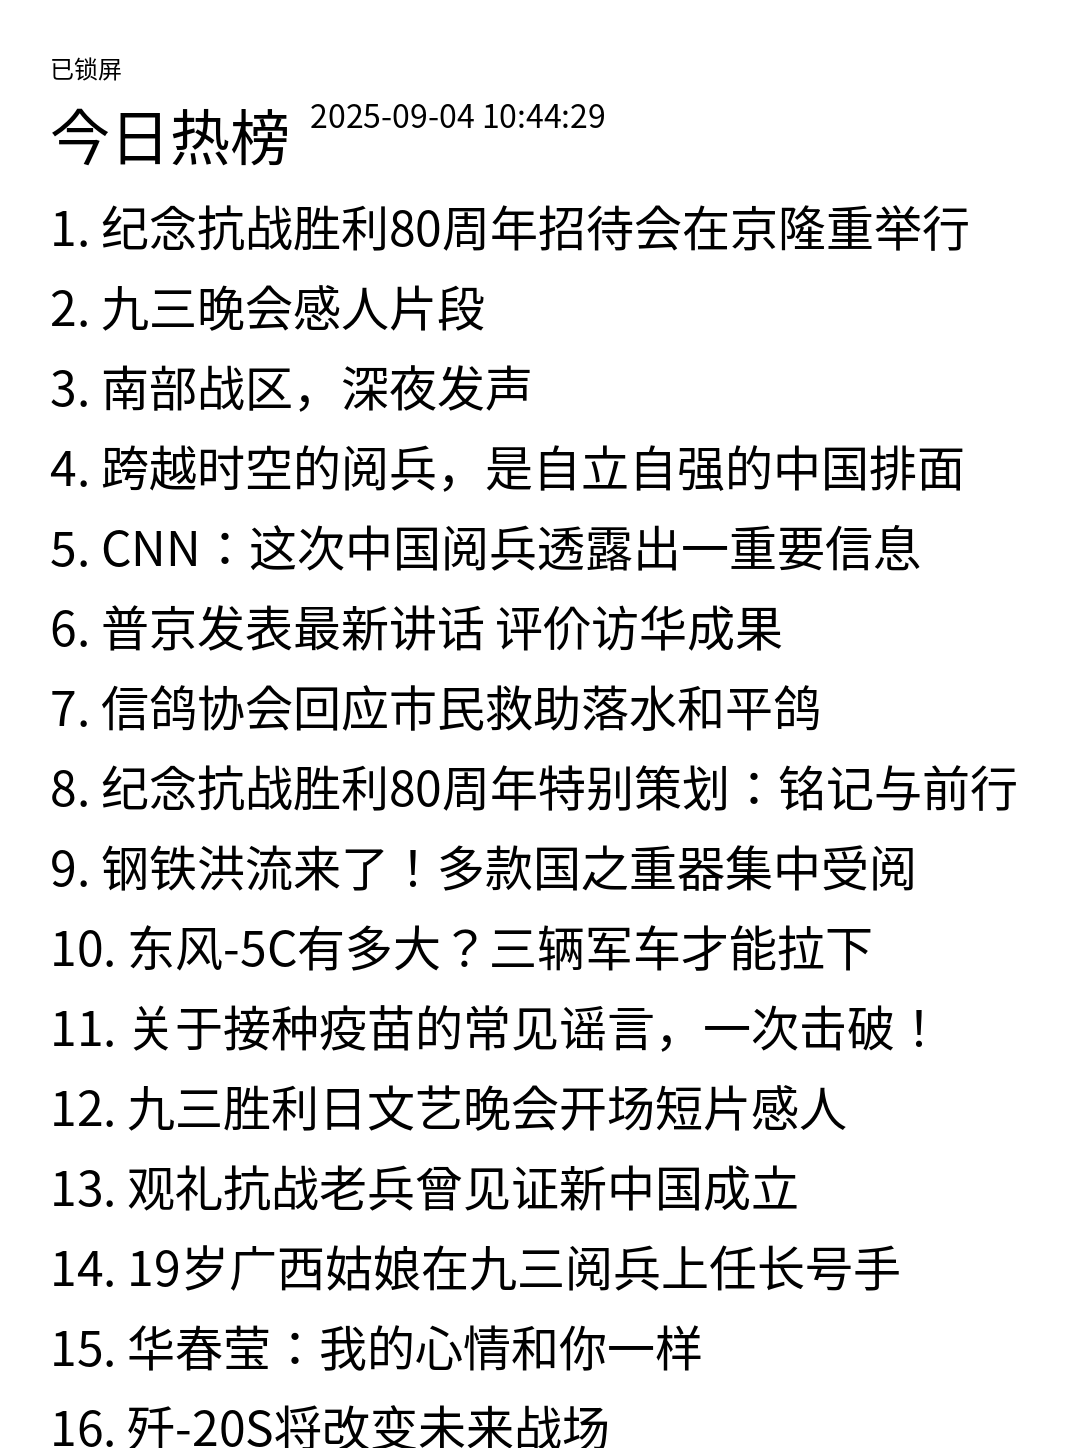 已锁屏
今日热榜 2025-09-04 10:44:29
1. 纪念抗战胜利80周年招待会在京隆重举行
2. 九三晚会感人片段
3. 南部战区，深夜发声
4. 跨越时空的阅兵，是自立自强的中国排面
5. CNN：这次中国阅兵透露出一重要信息
6. 普京发表最新讲话 评价访华成果
7. 信鸽协会回应市民救助落水和平鸽
8. 纪念抗战胜利80周年特别策划：铭记与前行
9. 钢铁洪流来了！多款国之重器集中受阅
10. 东风-5C有多大？三辆军车才能拉下
11. 关于接种疫苗的常见谣言，一次击破！
12. 九三胜利日文艺晚会开场短片感人
13. 观礼抗战老兵曾见证新中国成立
14. 19岁广西姑娘在九三阅兵上任长号手
15. 华春莹：我的心情和你一样
16. 歼-20S将改变未来战场